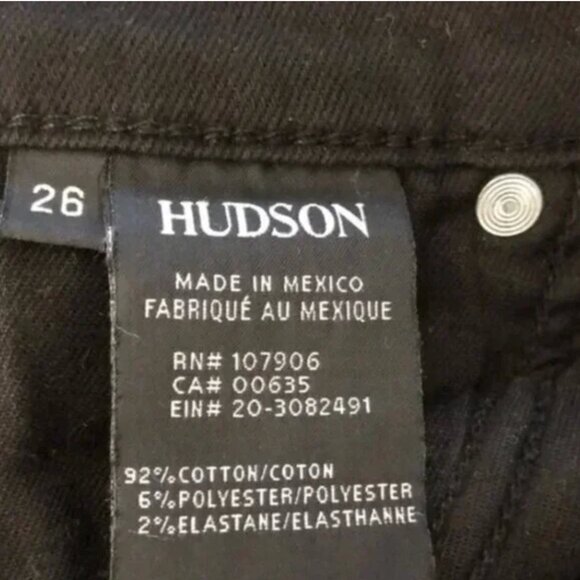 26
HUDSON
MADE IN MEXICO
FABRIQUÉ AU MEXIQUE
RN# 107906
CA# 00635
EIN# 20-3082491
92% COTTON/COTON
6% POLYESTER/POLYESTER
2% ELASTANE/ELASTHANNE